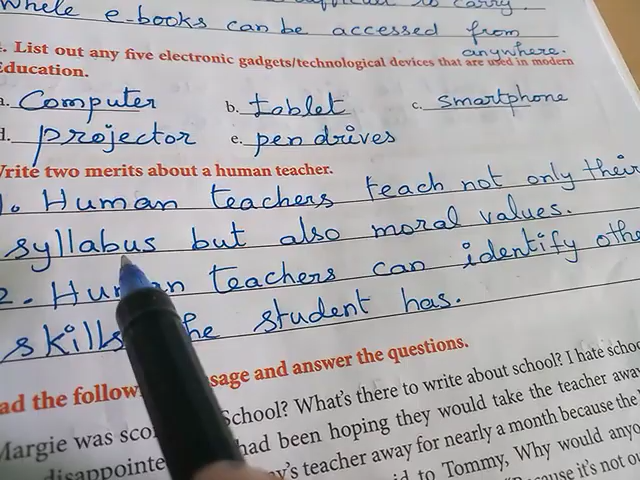 Whele e-books can be accessed from
anywhere.
. List out any five electronic gadgets/technological devices that are used in modern
Education.
a. Computer b. tablet c. smartphone
d. projector e. pen drives
Write two merits about a human teacher.
1. Human teachers teach not only their
syllabus but also moral values.
2. Human teachers can identify othe
skills the student has.
ad the follow sage and answer the questions.
School? What's there to write about school? I hate schoo
Margie was sco had been hoping they would take the teacher awa
disappointe y's teacher away for nearly a month because the
to Tommy, Why would anyo
cause it's not ou